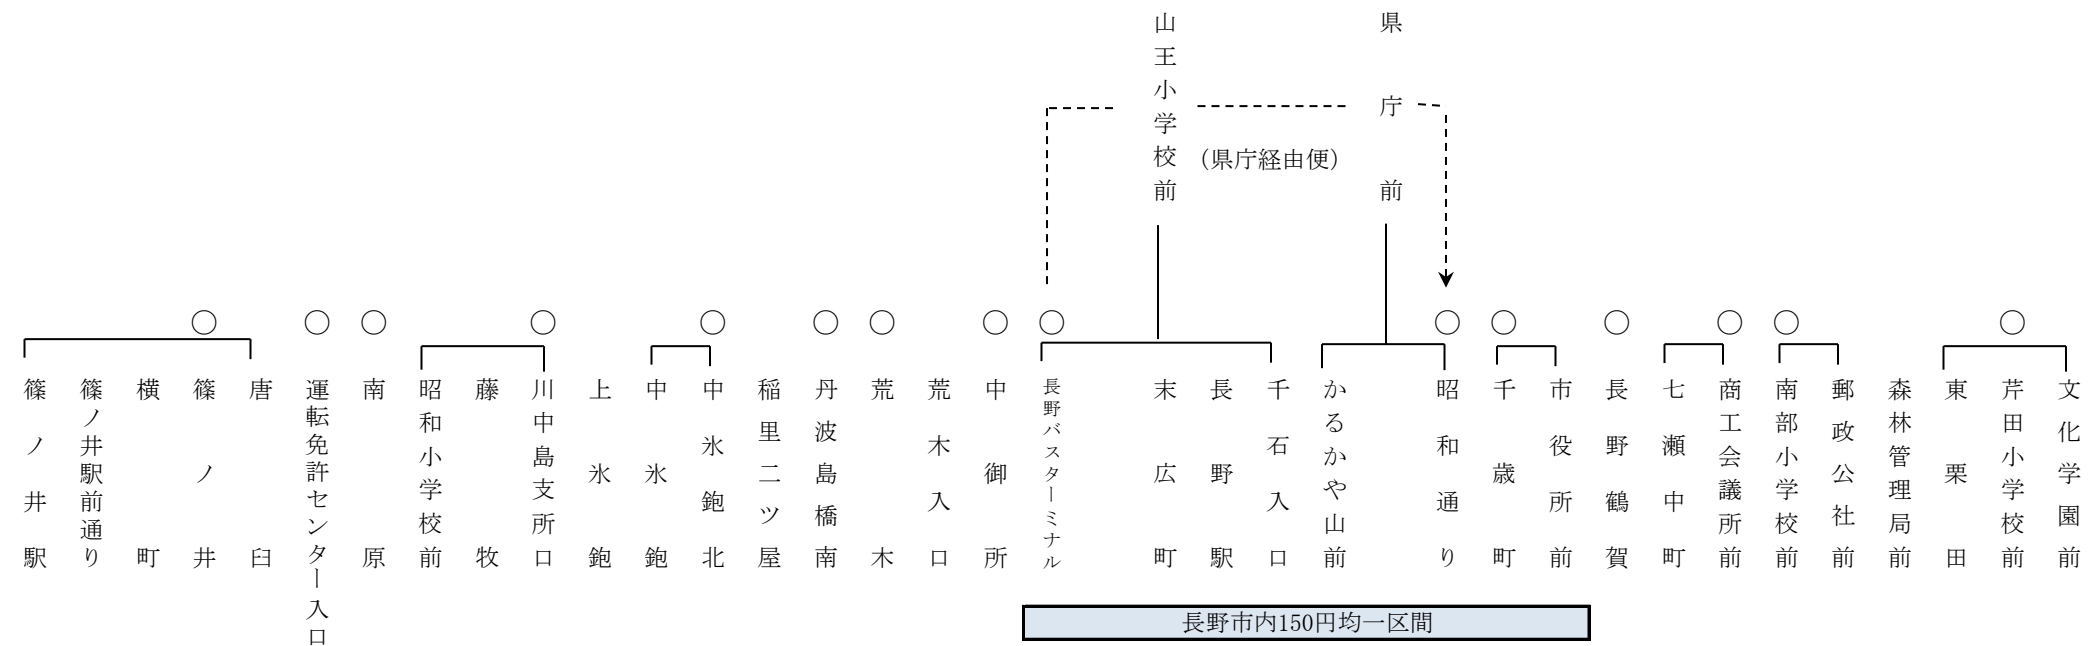 山王小学校前
県庁前
(県庁経由便)
篠ノ井駅
篠ノ井駅前通り
横町
篠ノ井
唐臼
運転免許センター入口
南原
昭和小学校前
藤牧
川中島支所口
上氷鉋
中氷鉋
中氷鉋北
稲里二ツ屋
丹波島橋南
荒木
荒木入口
中御所
長野バスターミナル
末広町
長野駅
千石入口
かるかや山前
昭和通り
千歳町
市役所前
長野鶴賀
七瀬中町
商工会議所前
南部小学校前
郵政公社前
森林管理局前
東栗田
芹田小学校前
文化学園前
長野市内150円均一区間